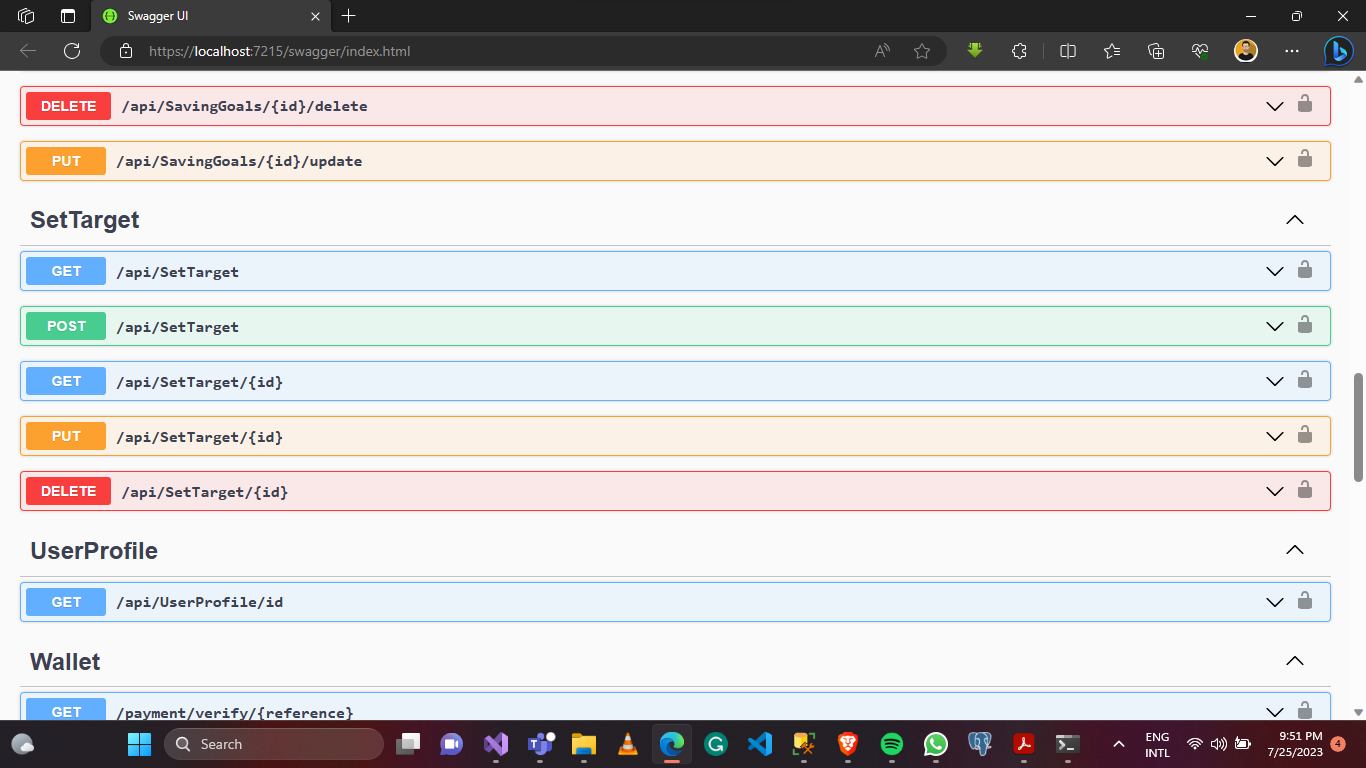 Swagger UI
https://localhost:7215/swagger/index.html
DELETE /api/SavingGoals/{id}/delete
PUT /api/SavingGoals/{id}/update
SetTarget
GET /api/SetTarget
POST /api/SetTarget
GET /api/SetTarget/{id}
PUT /api/SetTarget/{id}
DELETE /api/SetTarget/{id}
UserProfile
GET /api/UserProfile/id
Wallet
GET /payment/verify/{reference}
Search
ENG
INTL
9:51 PM
7/25/2023
4